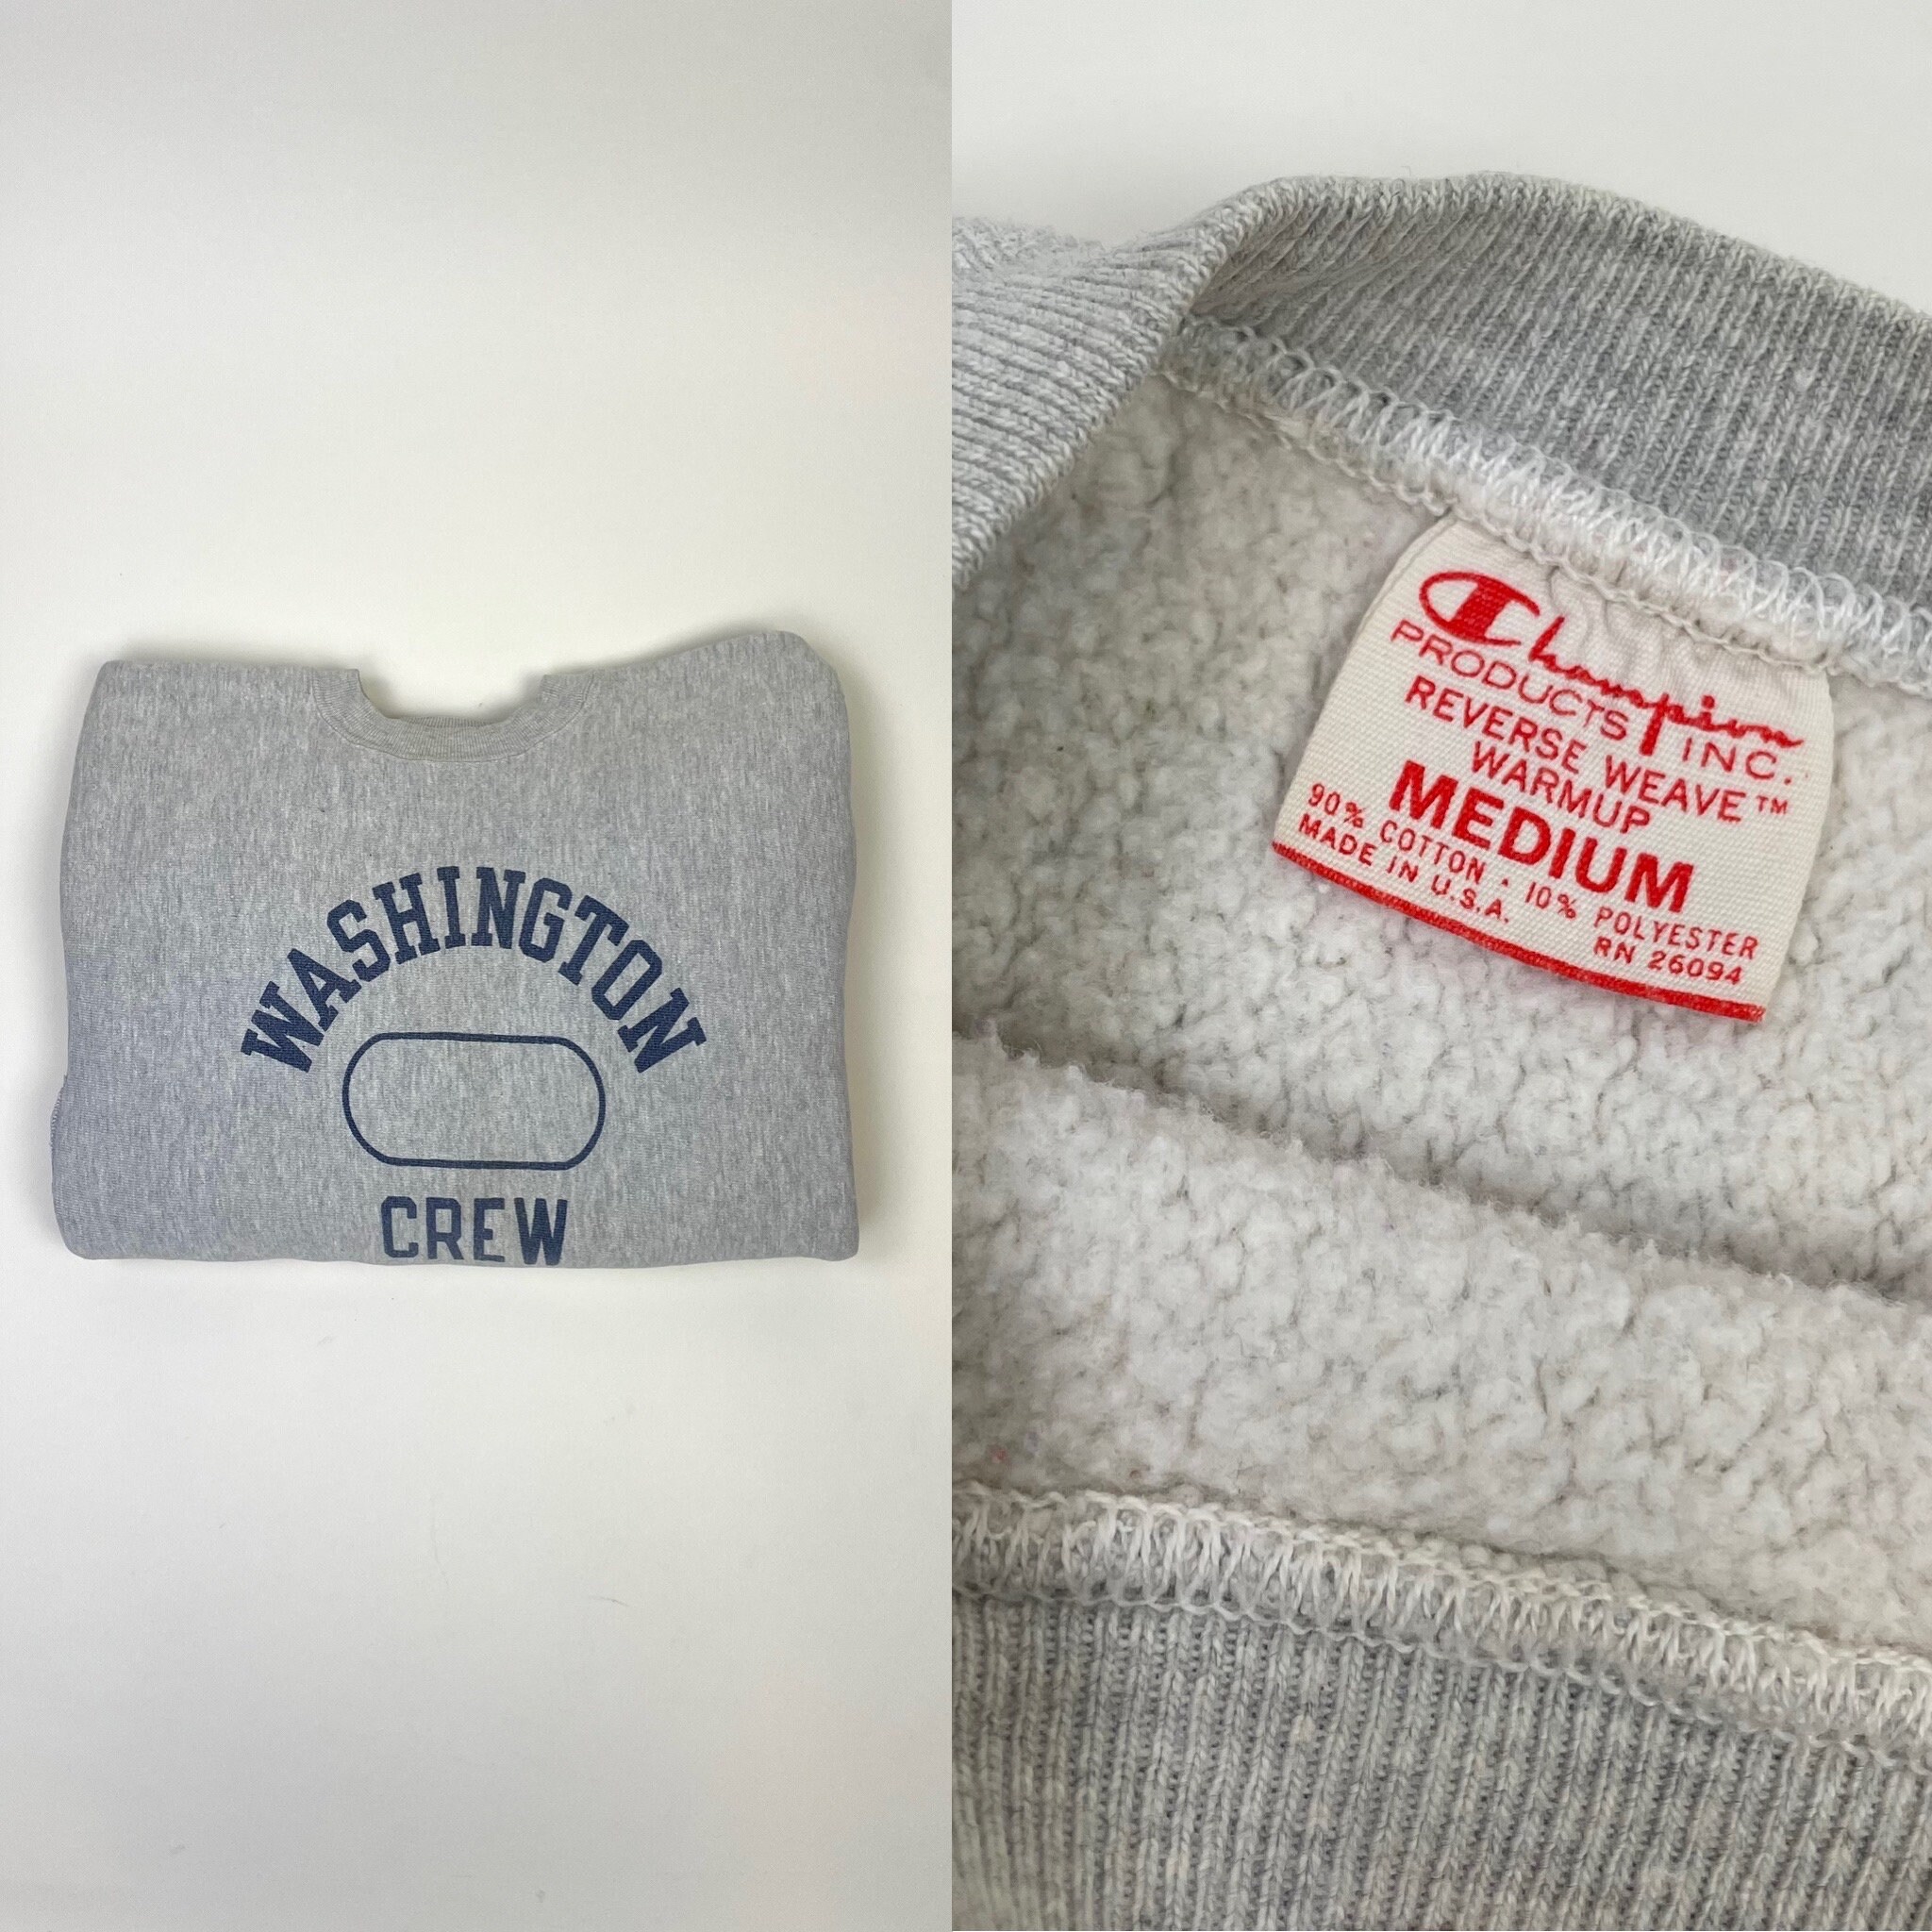 WASHINGTON
CREW
Champion
PRODUCTS INC.
REVERSE WEAVE™
WARMUP
MEDIUM
90% COTTON • 10% POLYESTER
MADE IN U.S.A. RN 26094